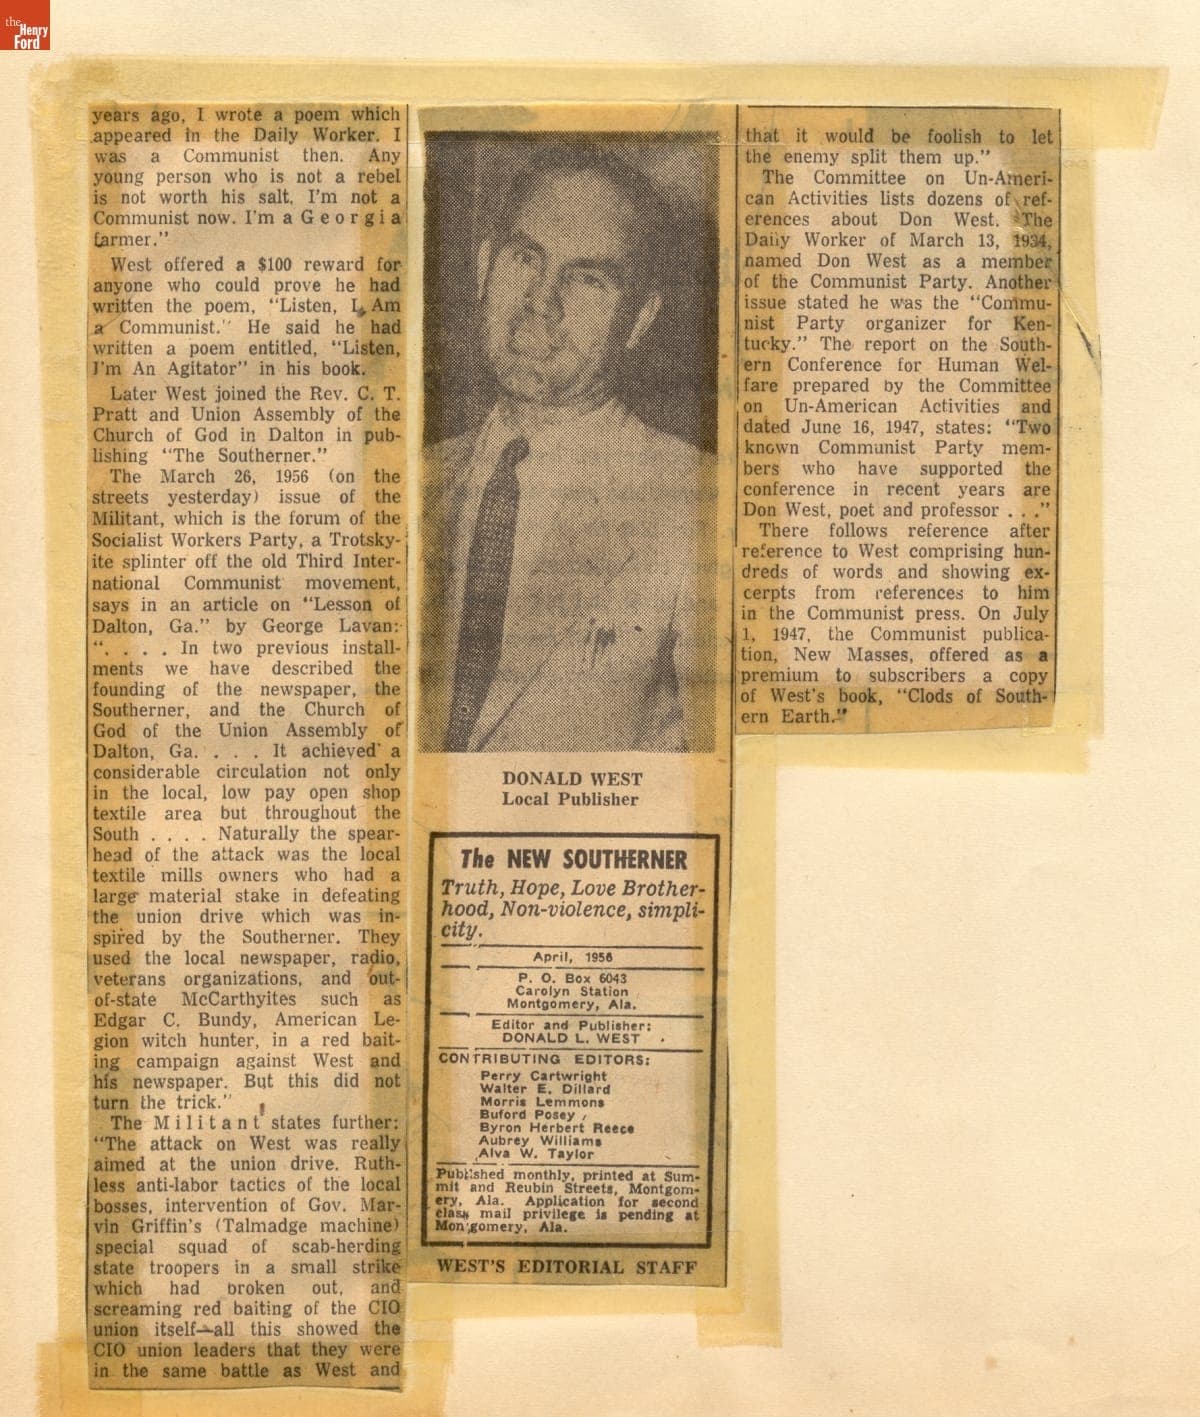 the
Henry
Ford
years ago, I wrote a poem which
appeared in the Daily Worker. I
was a Communist then. Any
young person who is not a rebel
is not worth his salt. I'm not a
Communist now. I'm a Georgia
farmer."
West offered a $100 reward for
anyone who could prove he had
written the poem, "Listen, I Am
a Communist." He said he had
written a poem entitled, "Listen,
I'm An Agitator" in his book.
Later West joined the Rev. C. T.
Pratt and Union Assembly of the
Church of God in Dalton in pub-
lishing "The Southerner."
The March 26, 1956 (on the
streets yesterday) issue of the
Militant, which is the forum of the
Socialist Workers Party, a Trotsky-
ite splinter off the old Third Inter-
national Communist movement,
says in an article on "Lesson of
Dalton, Ga." by George Lavan:
". . . . In two previous install-
ments we have described the
founding of the newspaper, the
Southerner, and the Church of
God of the Union Assembly of
Dalton, Ga. . . . It achieved a
considerable circulation not only
in the local, low pay open shop
textile area but throughout the
South . . . . Naturally the spear-
head of the attack was the local
textile mills owners who had a
large material stake in defeating
the union drive which was in-
spired by the Southerner. They
used the local newspaper, radio,
veterans organizations, and out-
of-state McCarthyites such as
Edgar C. Bundy, American Le-
gion witch hunter, in a red bait-
ing campaign against West and
his newspaper. But this did not
turn the trick."
The Militant states further:
"The attack on West was really
aimed at the union drive. Ruth-
less anti-labor tactics of the local
bosses, intervention of Gov. Mar-
vin Griffin's (Talmadge machine)
special squad of scab-herding
state troopers in a small strike
which had broken out, and
screaming red baiting of the CIO
union itself—all this showed the
CIO union leaders that they were
in the same battle as West and
DONALD WEST
Local Publisher
The NEW SOUTHERNER
Truth, Hope, Love Brother-
hood, Non-violence, simpli-
city.
April, 1956
P. O. Box 6043
Carolyn Station
Montgomery, Ala.
Editor and Publisher:
DONALD L. WEST
CONTRIBUTING EDITORS:
Perry Cartwright
Walter E. Dillard
Morris Lemmons
Buford Posey
Byron Herbert Reece
Aubrey Williams
Alva W. Taylor
Published monthly, printed at Sum-
mit and Reubin Streets, Montgom-
ery, Ala. Application for second
class mail privilege is pending at
Montgomery, Ala.
WEST'S EDITORIAL STAFF
that it would be foolish to let
the enemy split them up."
The Committee on Un-Ameri-
can Activities lists dozens of ref-
erences about Don West. The
Daily Worker of March 13, 1934,
named Don West as a member
of the Communist Party. Another
issue stated he was the "Commu-
nist Party organizer for Ken-
tucky." The report on the South-
ern Conference for Human Wel-
fare prepared by the Committee
on Un-American Activities and
dated June 16, 1947, states: "Two
known Communist Party mem-
bers who have supported the
conference in recent years are
Don West, poet and professor . . ."
There follows reference after
reference to West comprising hun-
dreds of words and showing ex-
cerpts from references to him
in the Communist press. On July
1, 1947, the Communist publica-
tion, New Masses, offered as a
premium to subscribers a copy
of West's book, "Clods of South-
ern Earth."